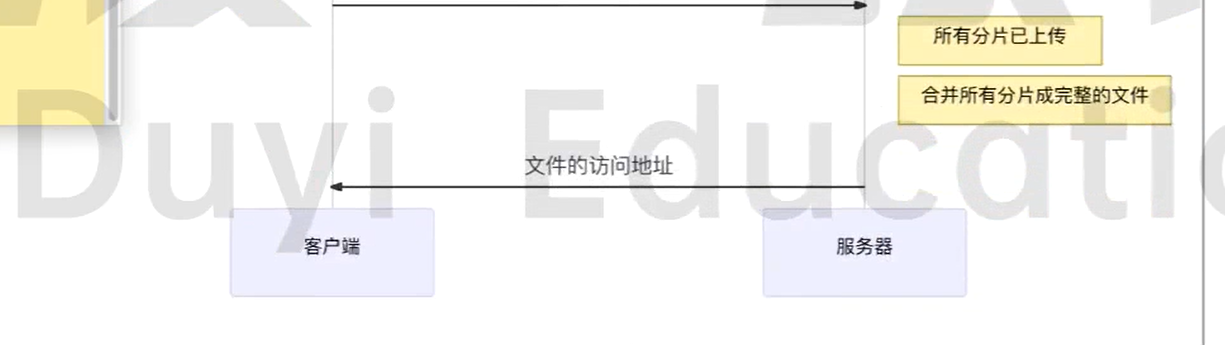 所有分片已上传
合并所有分片成完整的文件
文件的访问地址
客户端
服务器
Duyi Educati